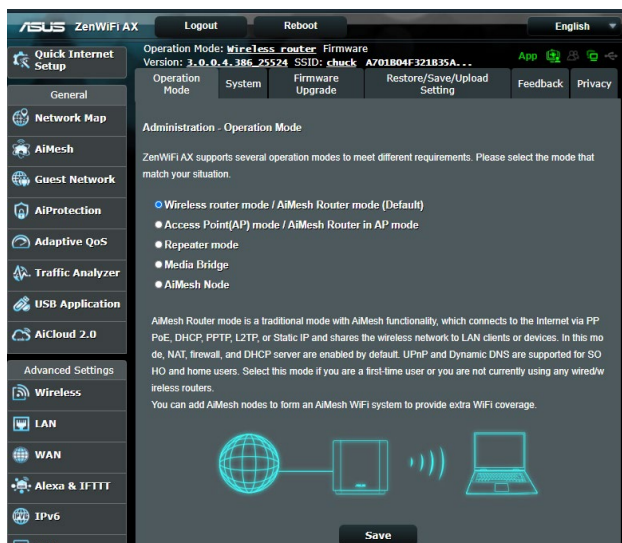 ASUS ZenWiFi AX Logout Reboot English
Quick Internet Setup
Operation Mode: Wireless router Firmware
Version: 3.0.0.4.386_25524 SSID: chuck A701B04F321B35A...
App
Operation Mode System Firmware Upgrade Restore/Save/Upload Setting Feedback Privacy
General
Network Map
AiMesh
Guest Network
AiProtection
Adaptive QoS
Traffic Analyzer
USB Application
AiCloud 2.0
Advanced Settings
Wireless
LAN
WAN
Alexa & IFTTT
IPv6
Administration - Operation Mode
ZenWiFi AX supports several operation modes to meet different requirements. Please select the mode that
match your situation.
Wireless router mode / AiMesh Router mode (Default)
Access Point(AP) mode / AiMesh Router in AP mode
Repeater mode
Media Bridge
AiMesh Node
AiMesh Router mode is a traditional mode with AiMesh functionality, which connects to the Internet via PP
PoE, DHCP, PPTP, L2TP, or Static IP and shares the wireless network to LAN clients or devices. In this mo
de, NAT, firewall, and DHCP server are enabled by default. UPnP and Dynamic DNS are supported for SO
HO and home users. Select this mode if you are a first-time user or you are not currently using any wired/w
ireless routers.
You can add AiMesh nodes to form an AiMesh WiFi system to provide extra WiFi coverage.
Save